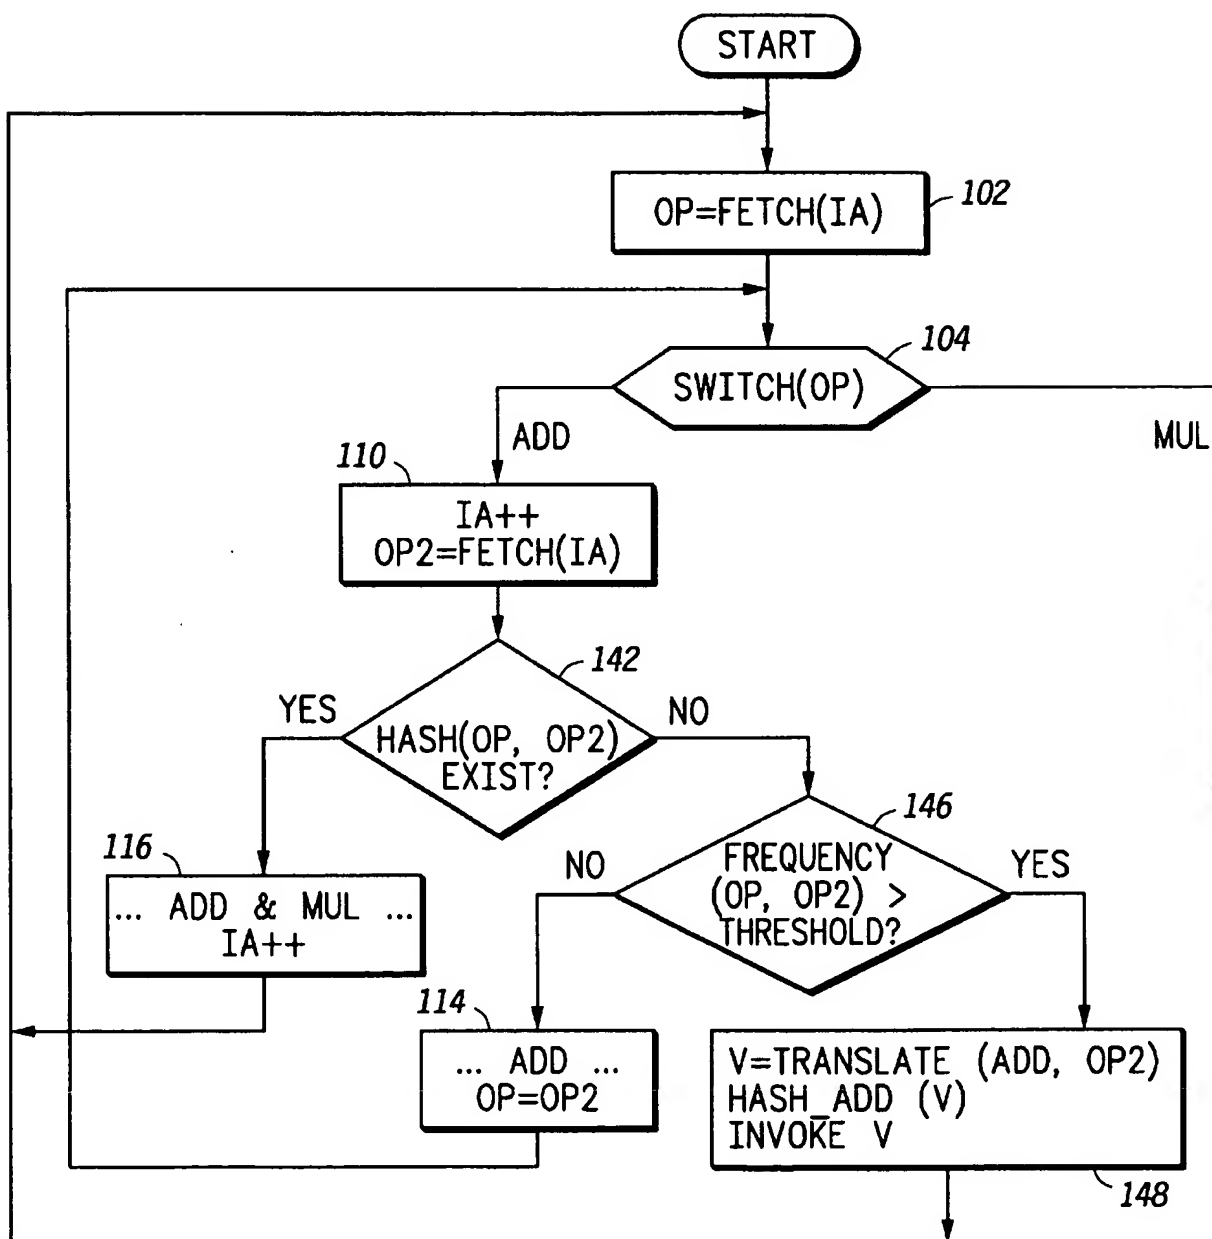 START
OP=FETCH(IA)
102
SWITCH(OP)
104
ADD
MUL
110
IA++
OP2=FETCH(IA)
142
YES
NO
HASH(OP, OP2)
EXIST?
146
116
NO
YES
FREQUENCY
(OP, OP2) >
THRESHOLD?
... ADD & MUL ...
IA++
114
... ADD ...
OP=OP2
V=TRANSLATE (ADD, OP2)
HASH_ADD (V)
INVOKE V
148